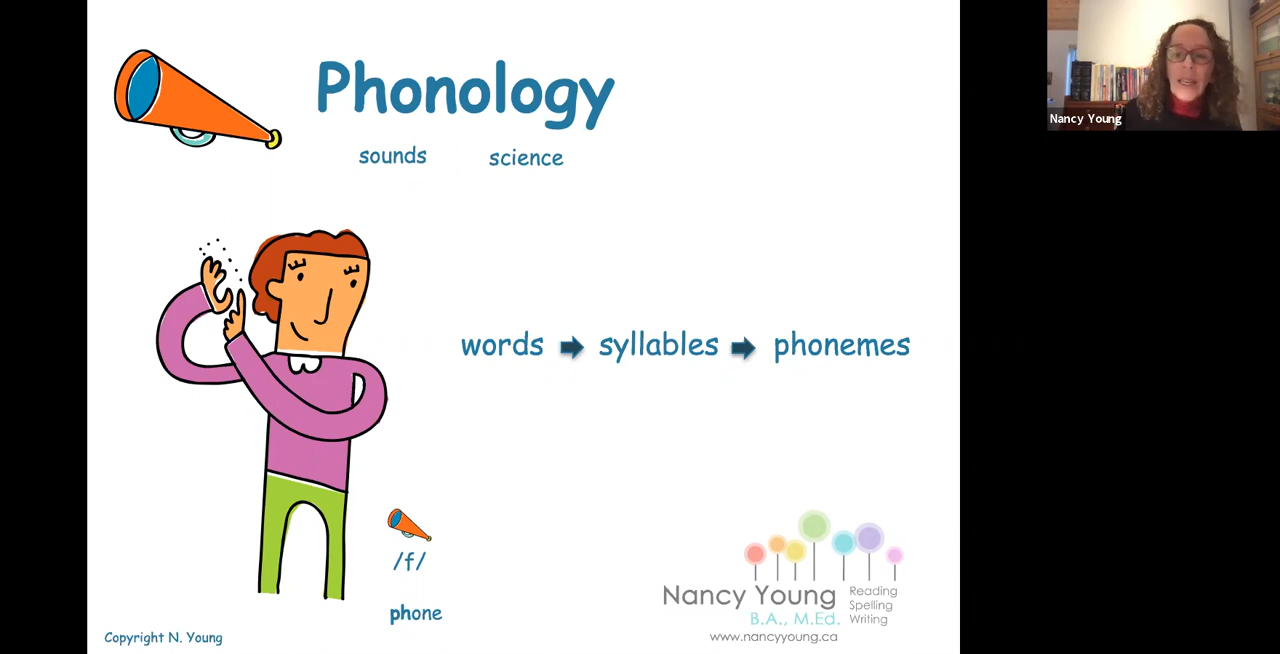 Phonology
sounds science
words syllables phonemes
/f/
phone
Nancy Young
B.A., M.Ed.
Reading
Spelling
Writing
www.nancyyoung.ca
Copyright N. Young
Nancy Young